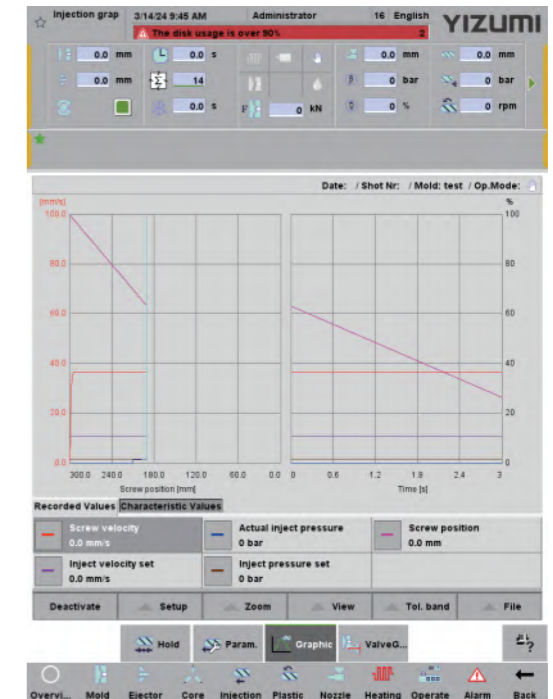 Injection grap 3/14/24 9:45 AM Administrator 16 English YIZUMI
The disk usage is over 90% 2
0.0 mm 0.0 s 0.0 mm 0.0 mm
0.0 mm 14 0 bar 0 bar
0.0 s F 0 kN 0 % 0 rpm
Date: / Shot Nr: / Mold: test / Op.Mode:
[mm/s] %
100.0 100
80.0 80
60.0 60
40.0 40
20.0 20
0.0 0
300.0 240.0 180.0 120.0 60.0 0.0 0 0.6 1.2 1.8 2.4 3
Screw position [mm] Time [s]
Recorded Values Characteristic Values
Screw velocity Actual inject pressure Screw position
0.0 mm/s 0 bar 0.0 mm
Inject velocity set Inject pressure set
0.0 mm/s 0 bar
Deactivate Setup Zoom View Tol. band File
Hold Param. Graphic ValveG... ?
Overvi... Mold Ejector Core Injection Plastic Nozzle Heating Operate Alarm Back